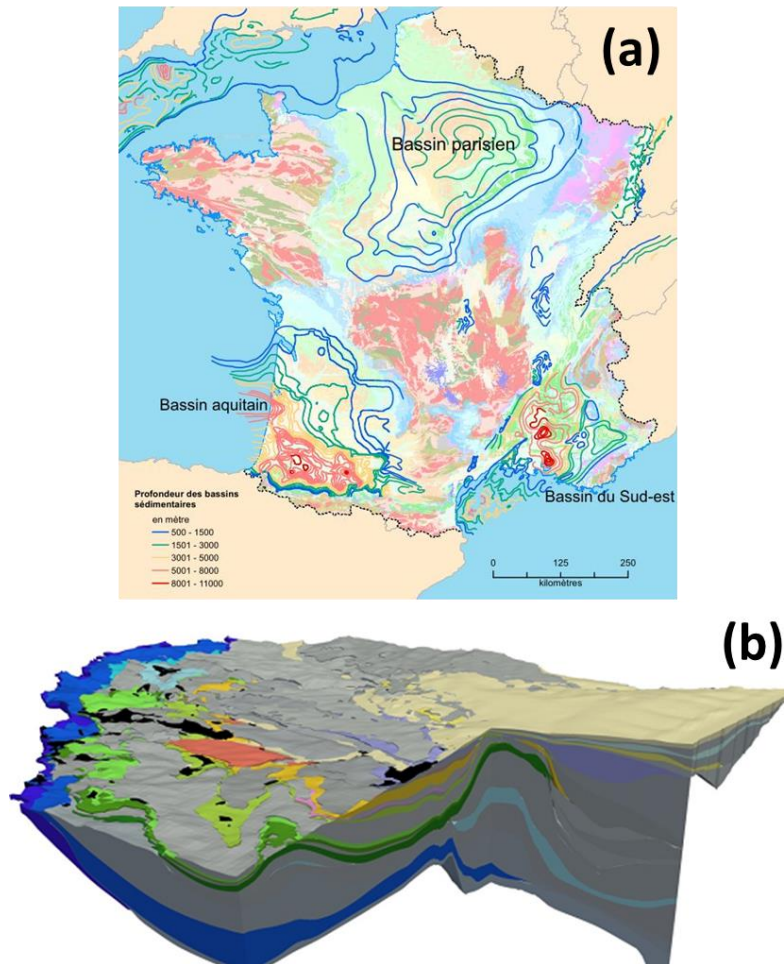 (a)
Bassin parisien
Bassin aquitain
Bassin du Sud-est
Profondeur des bassins
sédimentaires
en mètre
500 - 1500
1501 - 3000
3001 - 5000
5001 - 8000
8001 - 11000
0 125 250
kilomètres
(b)